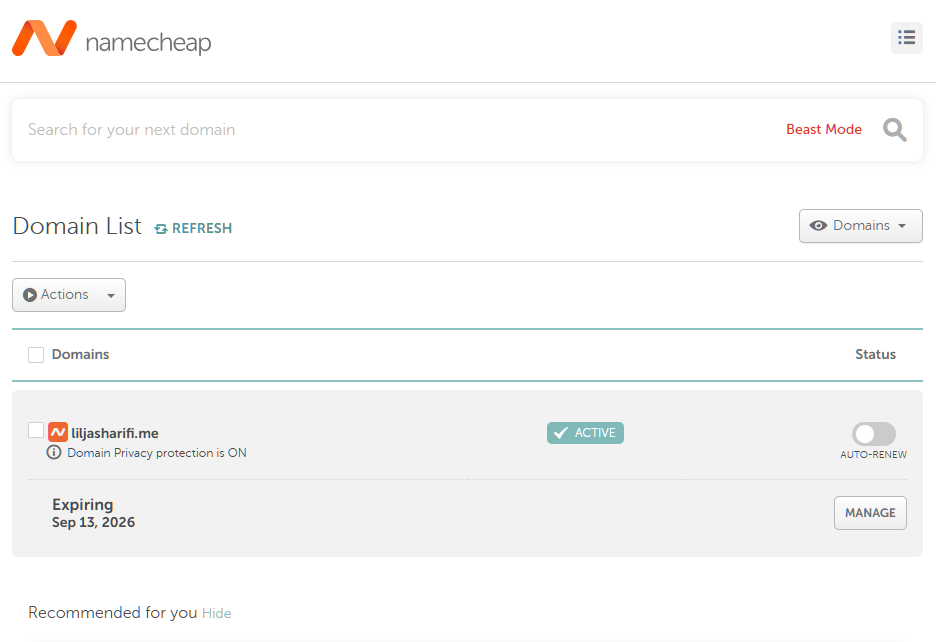 namecheap
Search for your next domain Beast Mode
Domain List REFRESH Domains
Actions
Domains Status
liljasharifi.me ACTIVE
Domain Privacy protection is ON AUTO-RENEW
Expiring
Sep 13, 2026 MANAGE
Recommended for you Hide